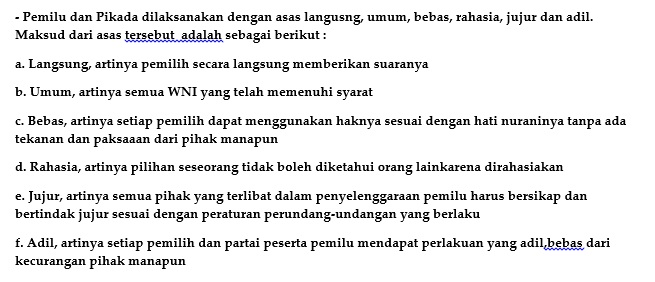 - Pemilu dan Pikada dilaksanakan dengan asas langusng, umum, bebas, rahasia, jujur dan adil.
Maksud dari asas tersebut adalah sebagai berikut :
a. Langsung, artinya pemilih secara langsung memberikan suaranya
b. Umum, artinya semua WNI yang telah memenuhi syarat
c. Bebas, artinya setiap pemilih dapat menggunakan haknya sesuai dengan hati nuraninya tanpa ada
tekanan dan paksaaan dari pihak manapun
d. Rahasia, artinya pilihan seseorang tidak boleh diketahui orang lainkarena dirahasiakan
e. Jujur, artinya semua pihak yang terlibat dalam penyelenggaraan pemilu harus bersikap dan
bertindak jujur sesuai dengan peraturan perundang-undangan yang berlaku
f. Adil, artinya setiap pemilih dan partai peserta pemilu mendapat perlakuan yang adil,bebas dari
kecurangan pihak manapun